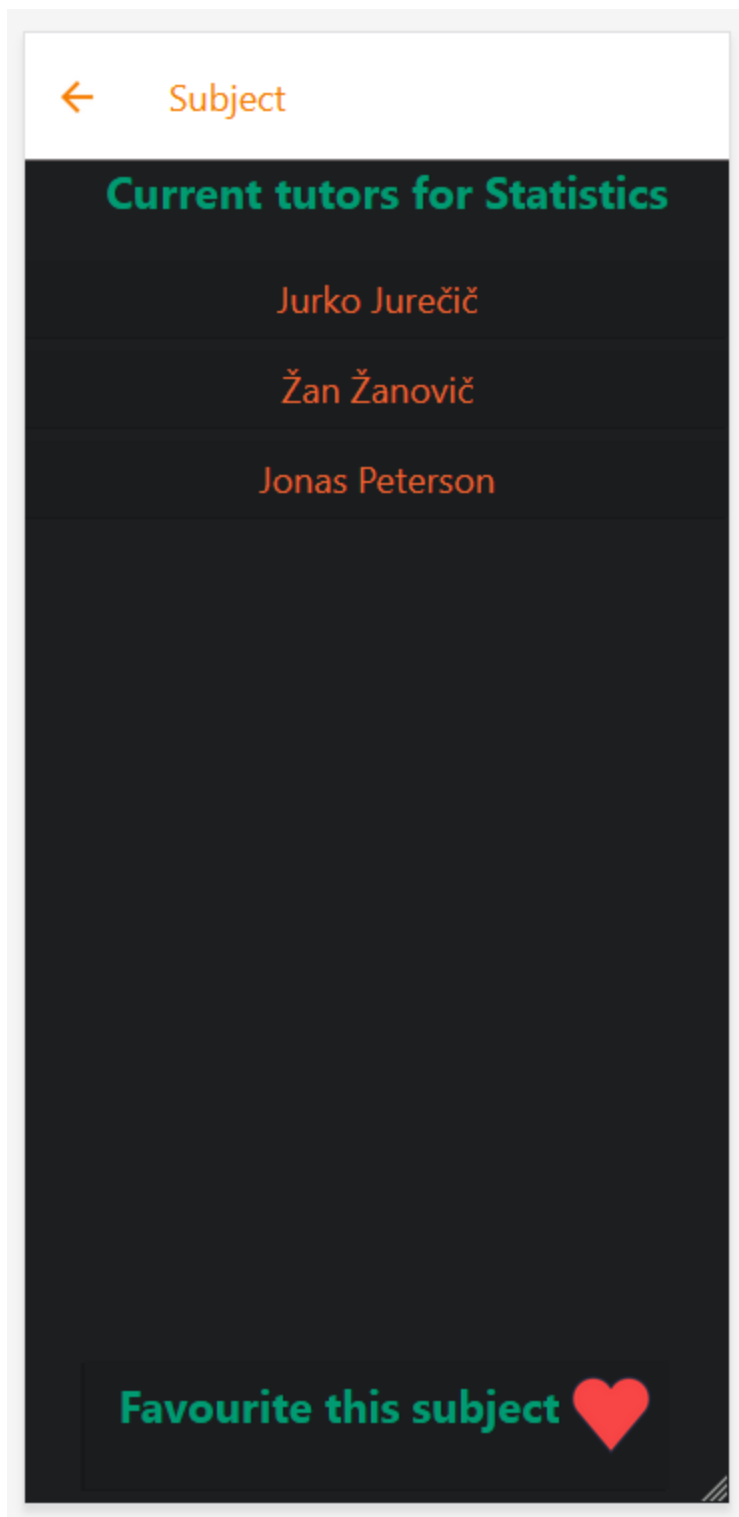 Subject
Current tutors for Statistics
Jurko Jurečič
Žan Žanovič
Jonas Peterson
Favourite this subject